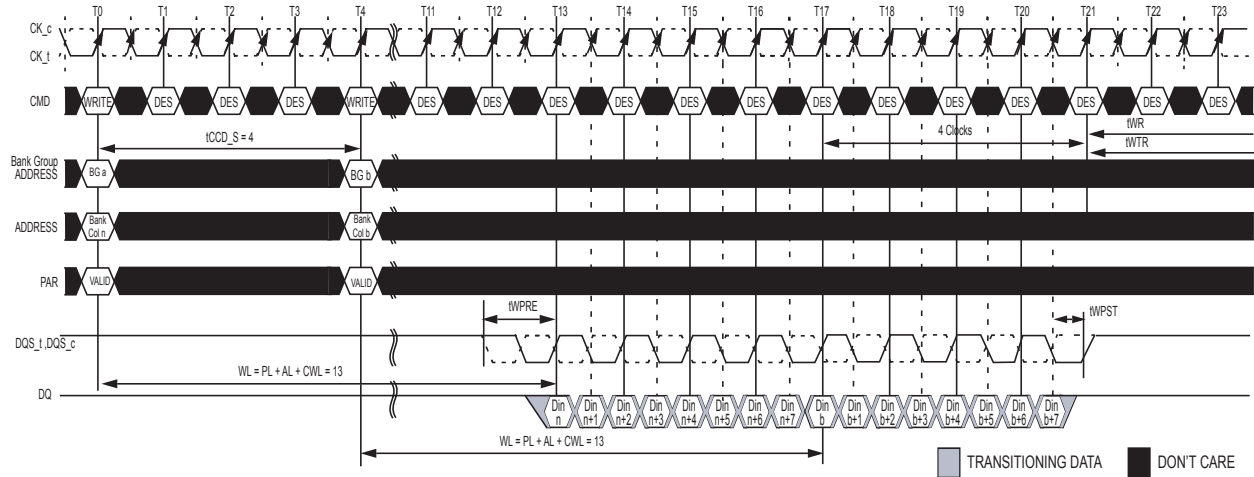 T0 T1 T2 T3 T4 T11 T12 T13 T14 T15 T16 T17 T18 T19 T20 T21 T22 T23
CK_c
CK_t
CMD WRITE DES DES DES WRITE DES DES DES DES DES DES DES DES DES DES DES DES DES
tCCD_S = 4
4 Clocks
tWR
tWTR
Bank Group
ADDRESS
BG a
BG b
ADDRESS
Bank
Col n
Bank
Col b
PAR VALID VALID
tWPRE
tWPST
DQS_t ,DQS_c
WL = PL + AL + CWL = 13
DQ
Din
n
Din
n+1
Din
n+2
Din
n+3
Din
n+4
Din
n+5
Din
n+6
Din
n+7
Din
b
Din
b+1
Din
b+2
Din
b+3
Din
b+4
Din
b+5
Din
b+6
Din
b+7
WL = PL + AL + CWL = 13
TRANSITIONING DATA
DON'T CARE